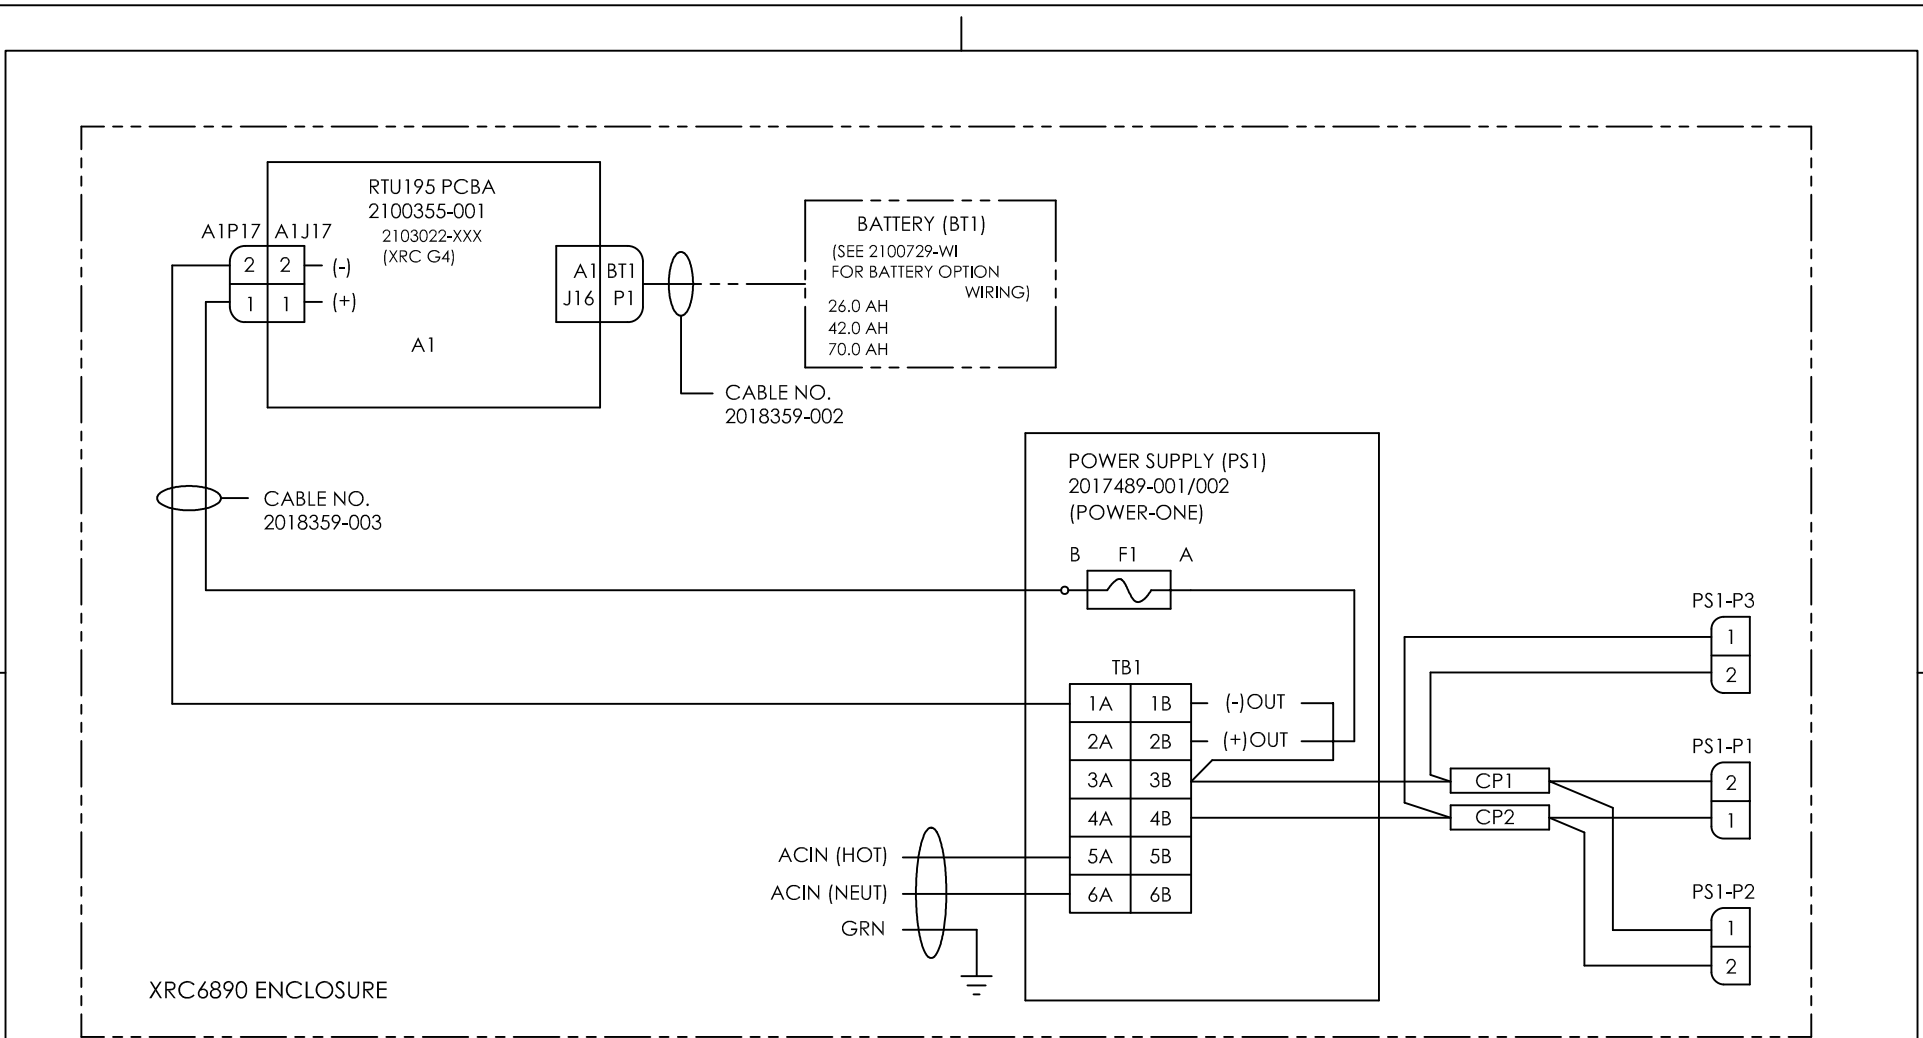 RTU195 PCBA
2100355-001
2103022-XXX
(XRC G4)
A1P17 A1J17
2 2 (-)
1 1 (+)
A1
A1 BT1
J16 P1
BATTERY (BT1)
(SEE 2100729-WI
FOR BATTERY OPTION
WIRING)
26.0 AH
42.0 AH
70.0 AH
CABLE NO.
2018359-002
CABLE NO.
2018359-003
POWER SUPPLY (PS1)
2017489-001/002
(POWER-ONE)
B F1 A
TB1
1A 1B (-)OUT
2A 2B (+)OUT
3A 3B
4A 4B
5A 5B
6A 6B
ACIN (HOT)
ACIN (NEUT)
GRN
CP1
CP2
PS1-P3
1
2
PS1-P1
2
1
PS1-P2
1
2
XRC6890 ENCLOSURE